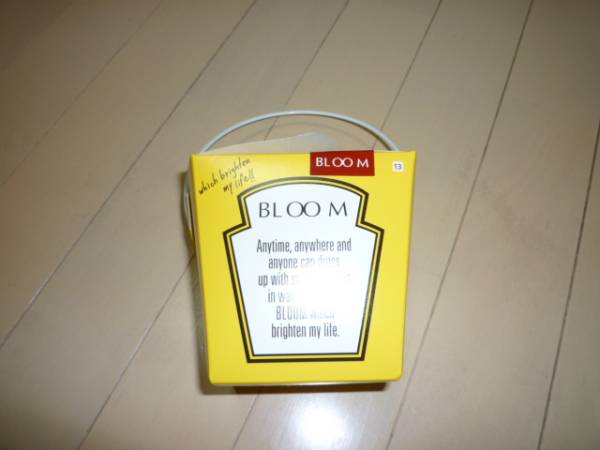 which brighten
my life!!
BLOOM
13
BLOOM
Anytime, anywhere and
anyone can dress
up with
in
BLOOM which
brighten my life.